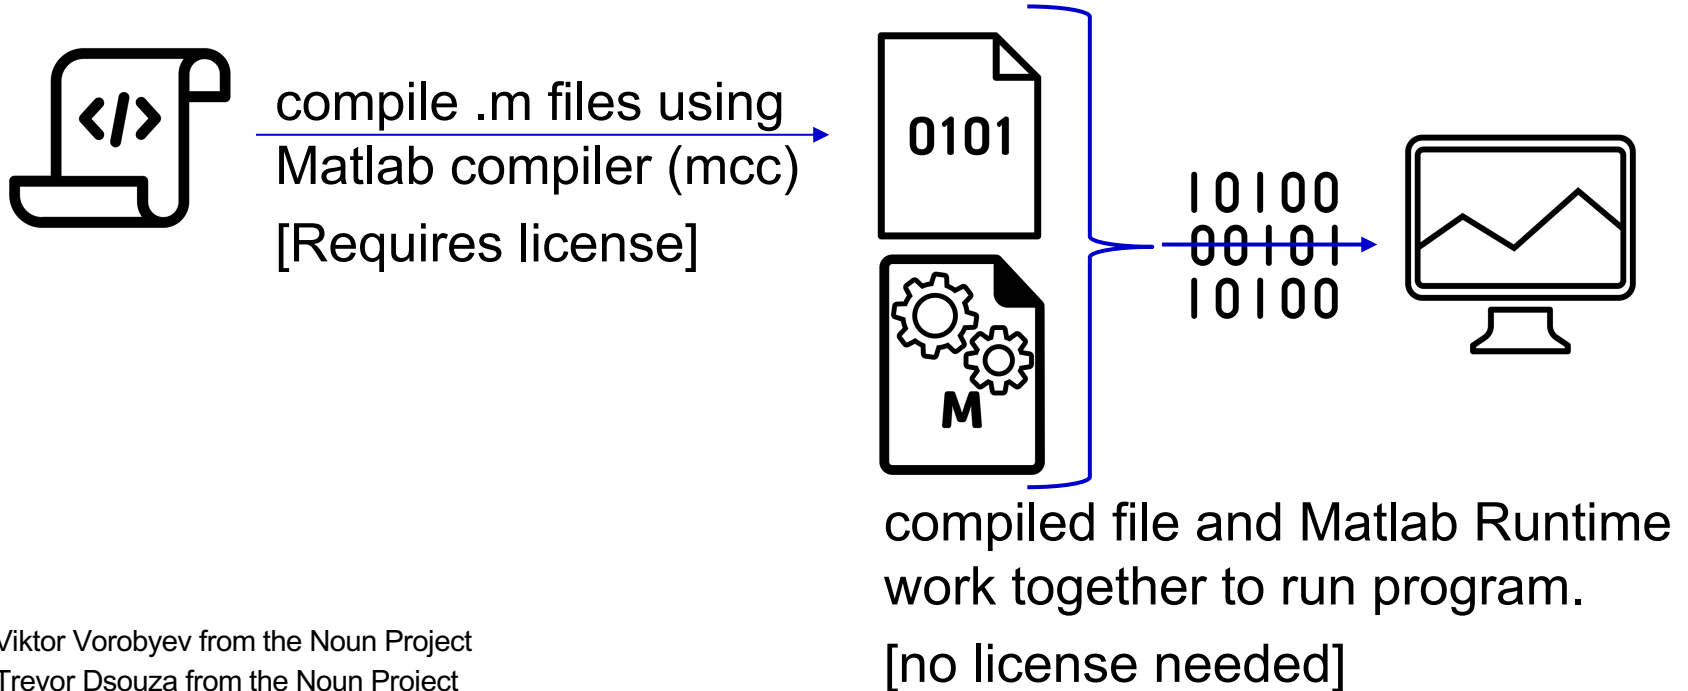 </>
compile .m files using
Matlab compiler (mcc)
[Requires license]
0101
M
10100
00101
10100
compiled file and Matlab Runtime
work together to run program.
[no license needed]
Viktor Vorobyev from the Noun Project
Trevor Dsouza from the Noun Project